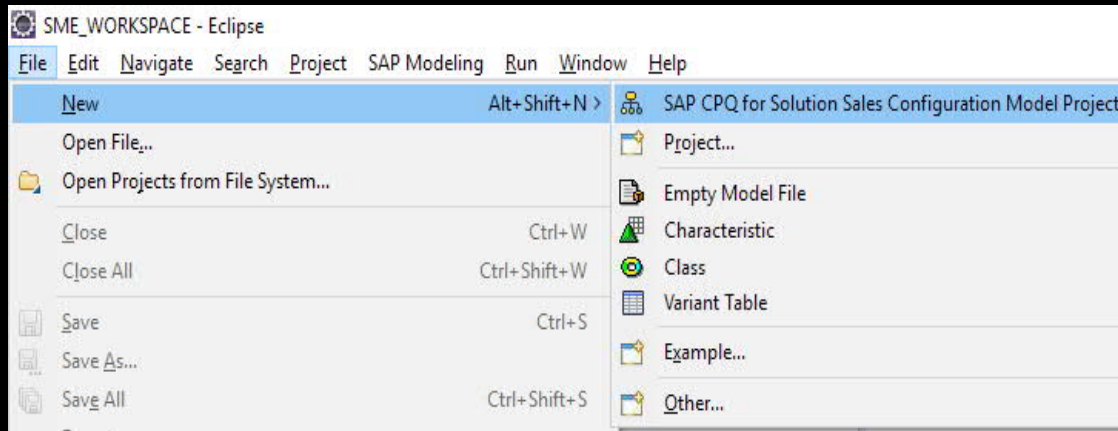 SME_WORKSPACE - Eclipse
File Edit Navigate Search Project SAP Modeling Run Window Help
New Alt+Shift+N >
Open File...
Open Projects from File System...
Close Ctrl+W
Close All Ctrl+Shift+W
Save Ctrl+S
Save As...
Save All Ctrl+Shift+S
SAP CPQ for Solution Sales Configuration Model Project
Project...
Empty Model File
Characteristic
Class
Variant Table
Example...
Other...